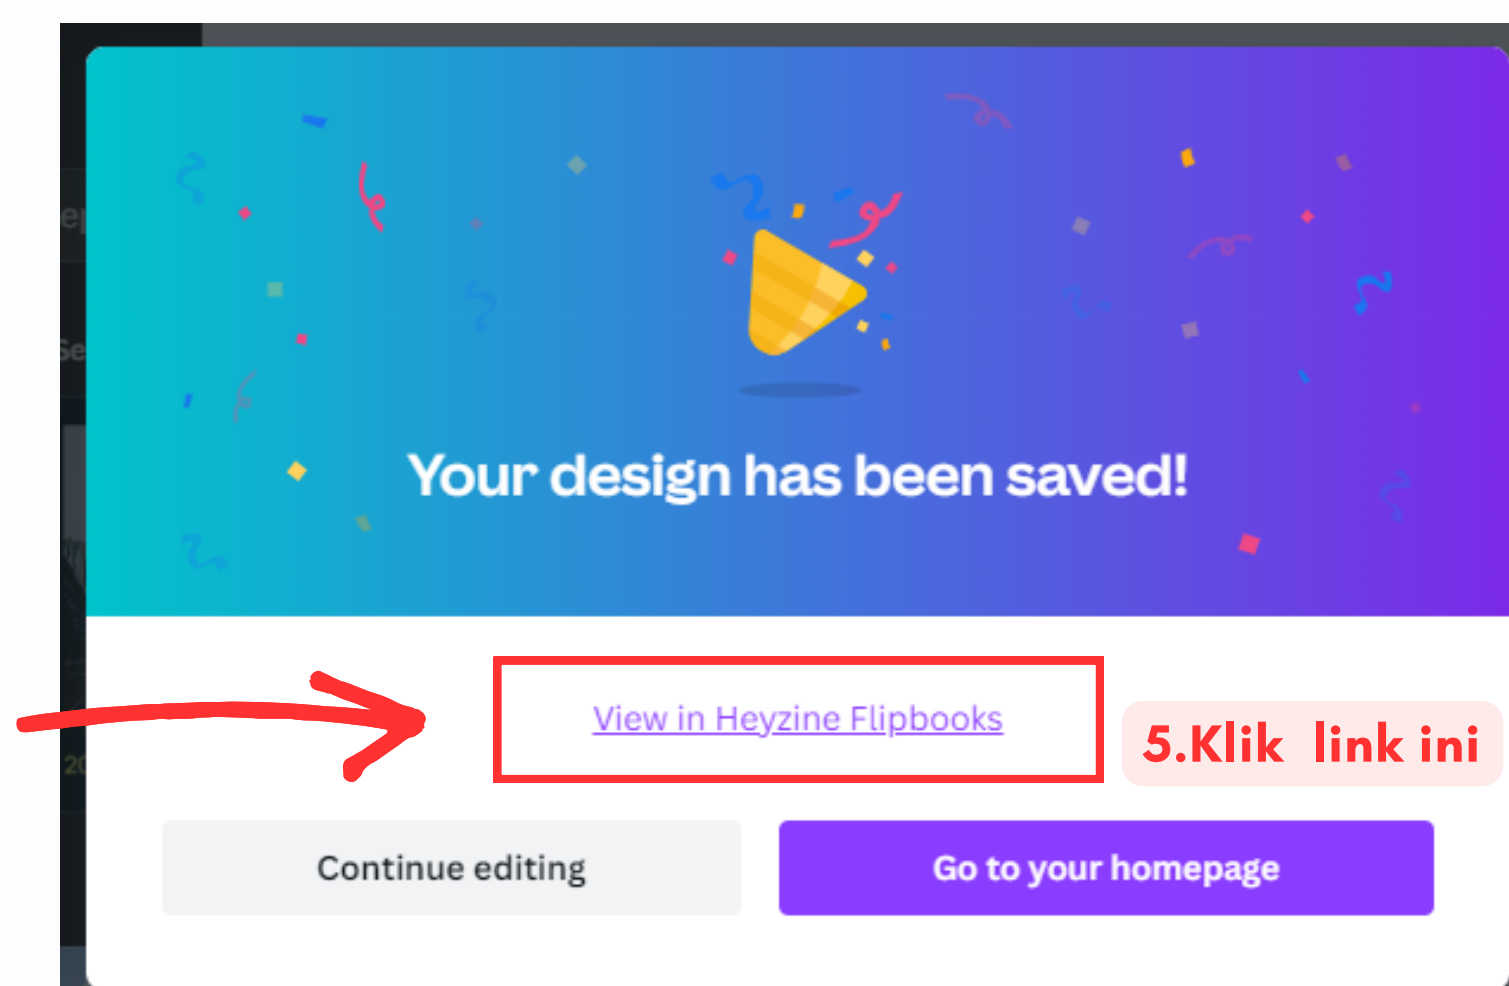 Your design has been saved!
View in Heyzine Flipbooks
5.Klik link ini
Continue editing
Go to your homepage